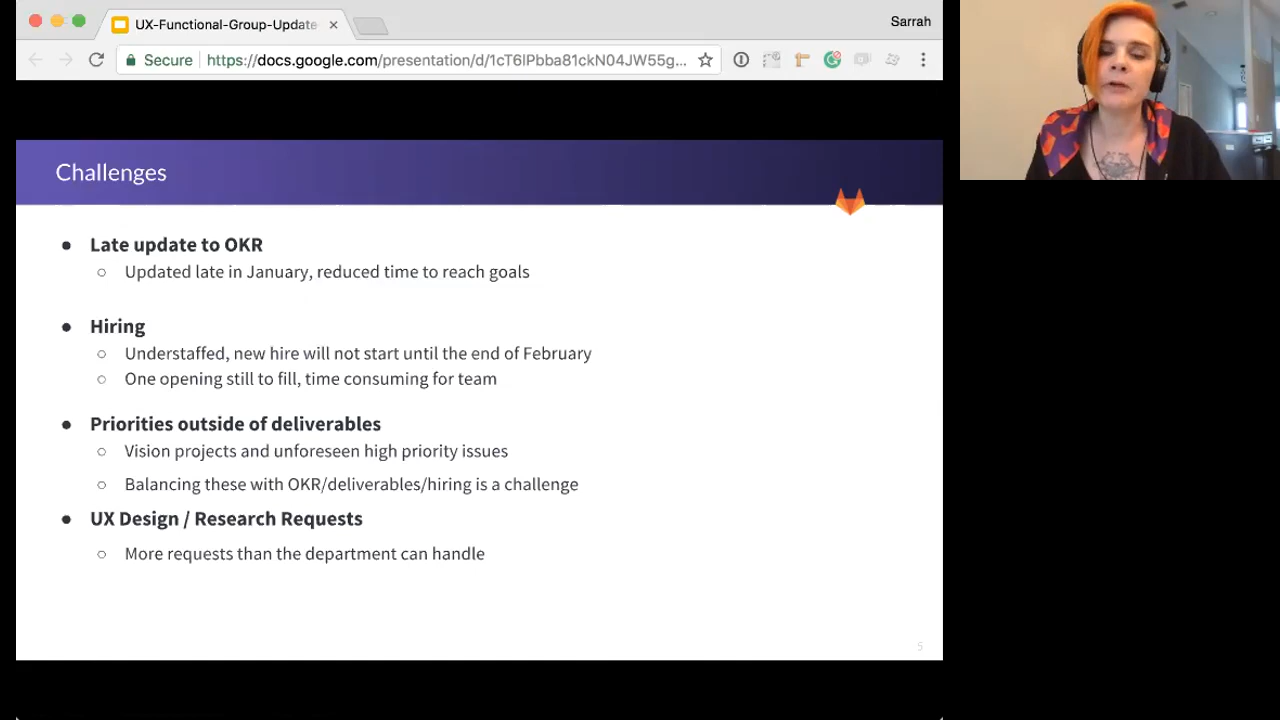 UX-Functional-Group-Update
Sarrah
Secure https://docs.google.com/presentation/d/1cT6lPbba81ckN04JW55g...
Challenges
Late update to OKR
Updated late in January, reduced time to reach goals
Hiring
Understaffed, new hire will not start until the end of February
One opening still to fill, time consuming for team
Priorities outside of deliverables
Vision projects and unforeseen high priority issues
Balancing these with OKR/deliverables/hiring is a challenge
UX Design / Research Requests
More requests than the department can handle
5